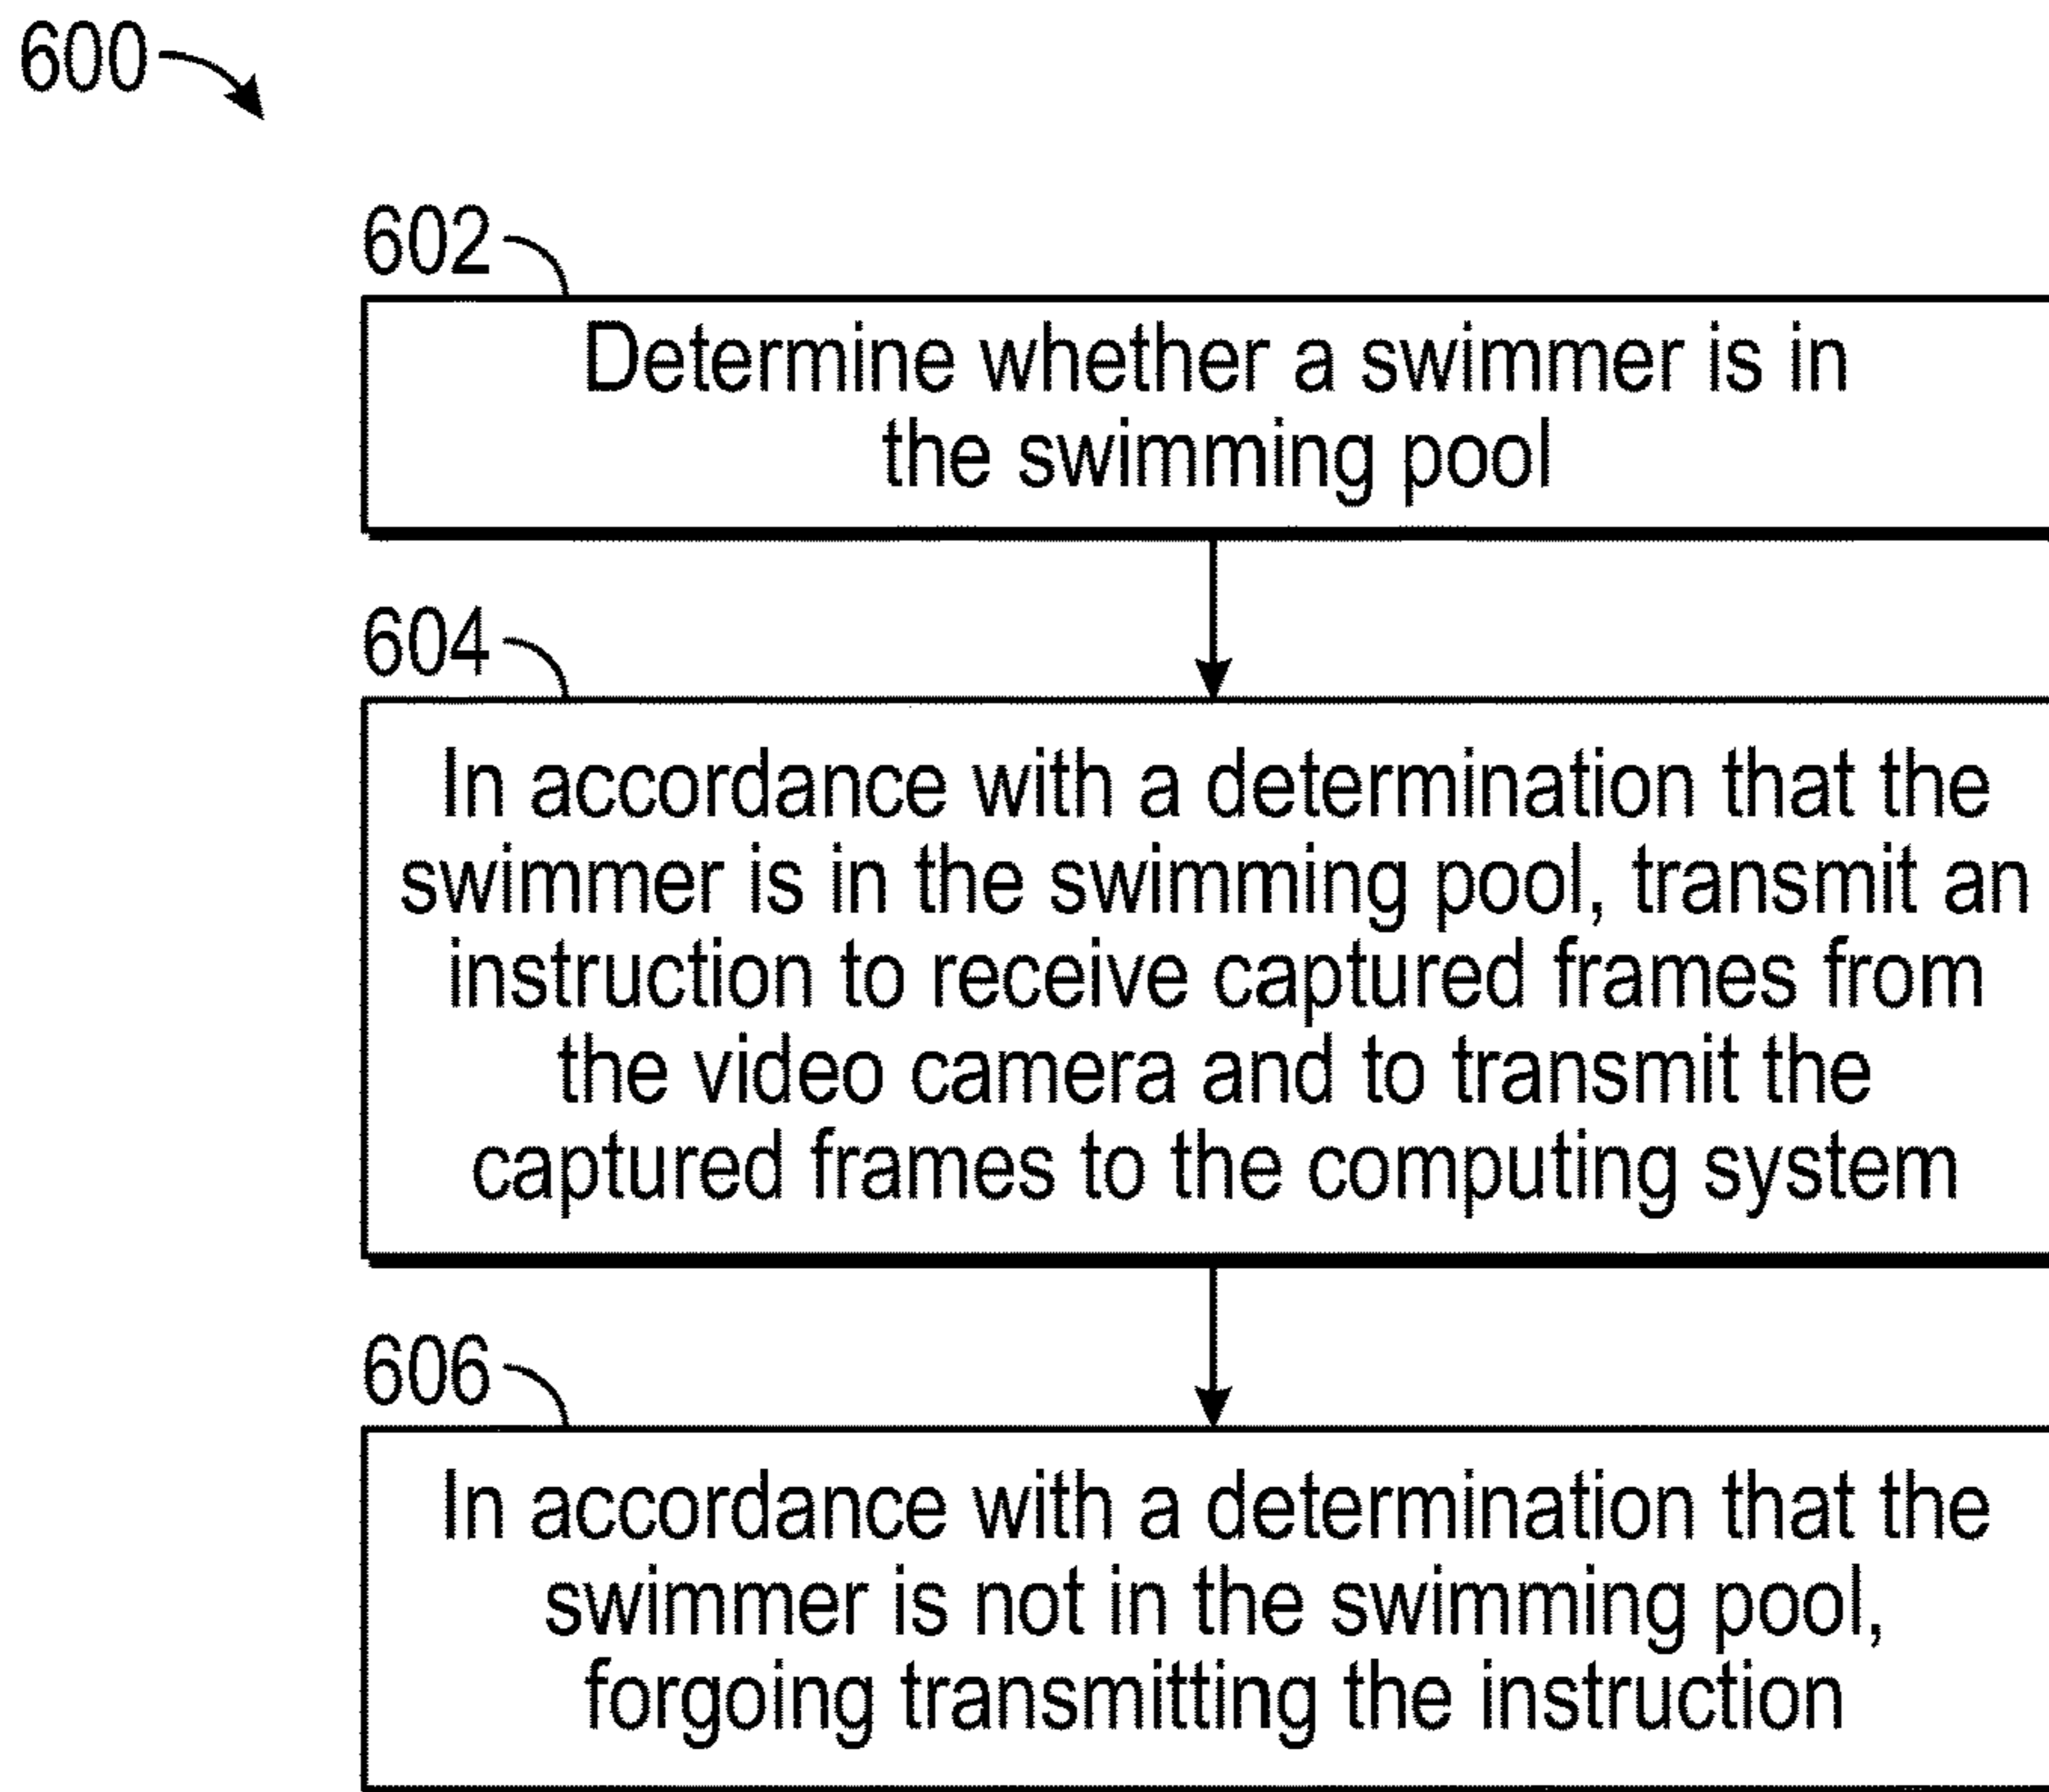 600
602
Determine whether a swimmer is in
the swimming pool
604
In accordance with a determination that the
swimmer is in the swimming pool, transmit an
instruction to receive captured frames from
the video camera and to transmit the
captured frames to the computing system
606
In accordance with a determination that the
swimmer is not in the swimming pool,
forgoing transmitting the instruction